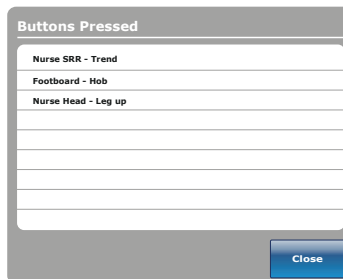 Buttons Pressed
Nurse SRR - Trend
Footboard - Hob
Nurse Head - Leg up
Close